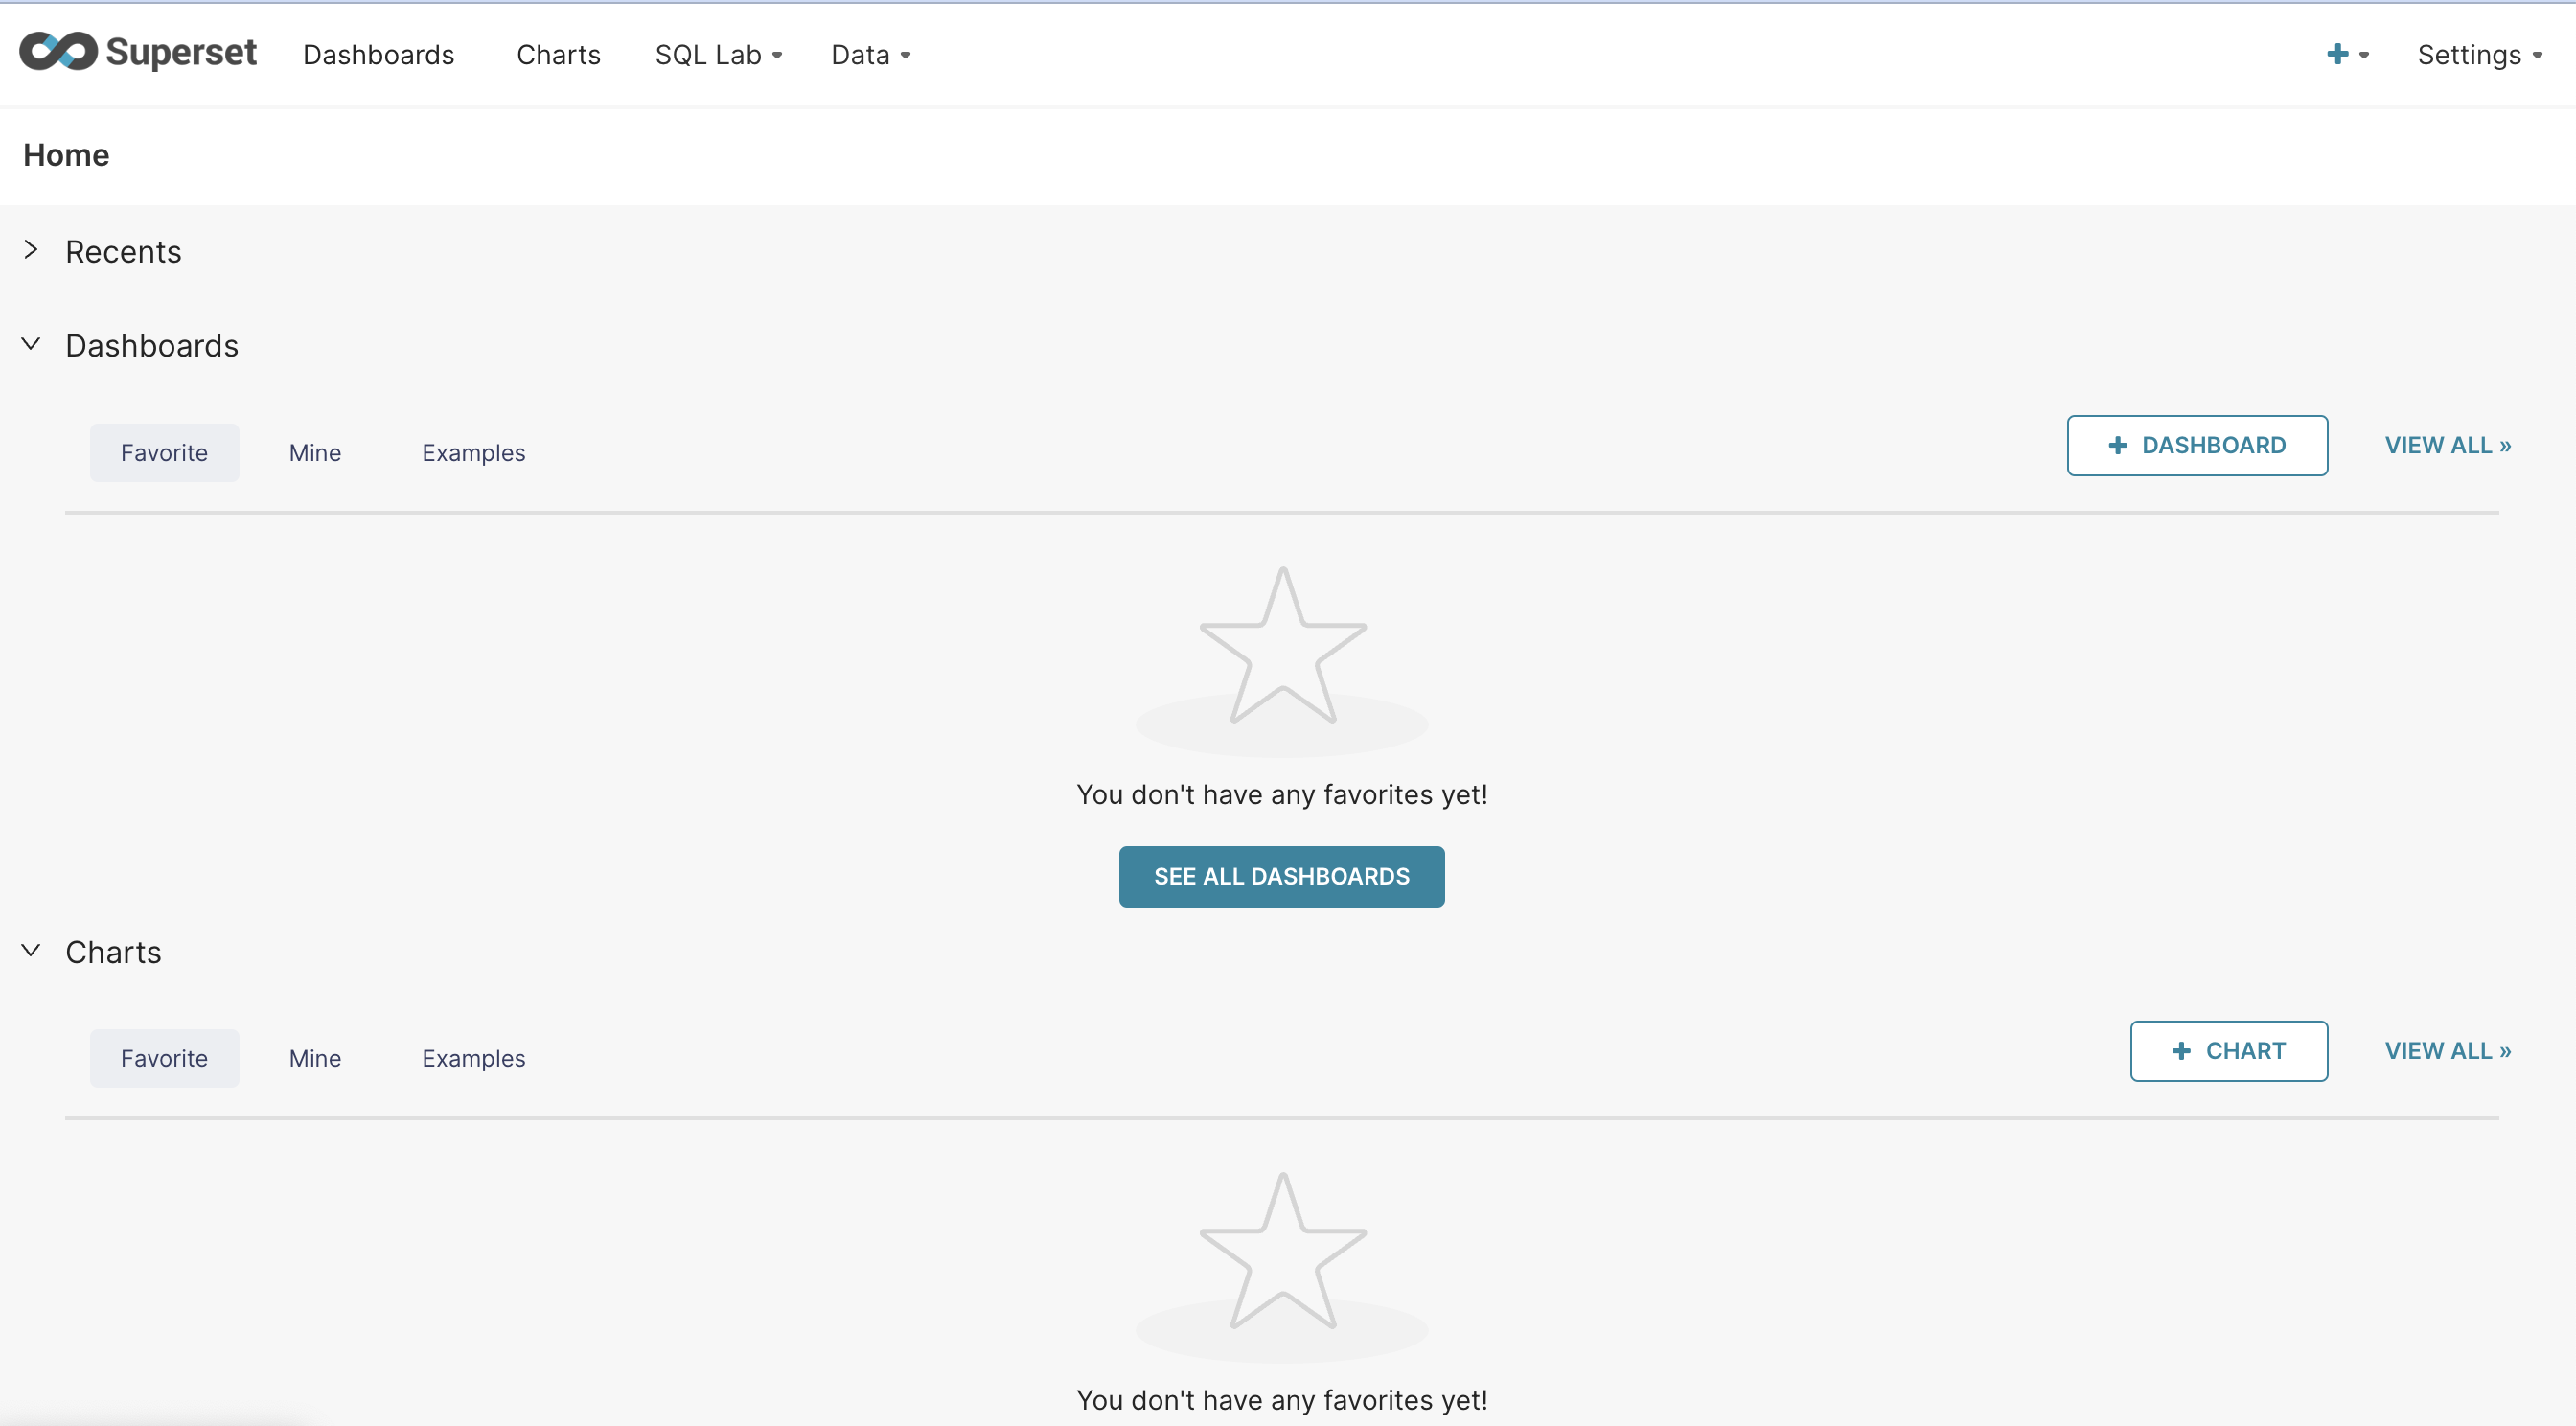 Superset Dashboards Charts SQL Lab Data Settings
Home
Recents
Dashboards
Favorite Mine Examples + DASHBOARD VIEW ALL »
You don't have any favorites yet!
SEE ALL DASHBOARDS
Charts
Favorite Mine Examples + CHART VIEW ALL »
You don't have any favorites yet!